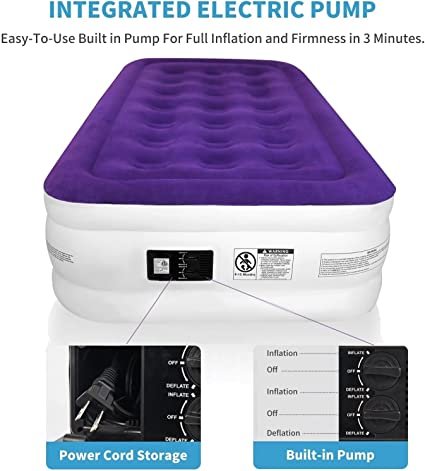 INTEGRATED ELECTRIC PUMP
Easy-To-Use Built in Pump For Full Inflation and Firmness in 3 Minutes.
WARNING
Inflation
Off
Inflation
Off
Deflation
INFLATE
OFF
DEFLATE
INFLATE
OFF
DEFLATE
OFF
DEFLATE
INFLATE
OFF
Power Cord Storage
Built-in Pump